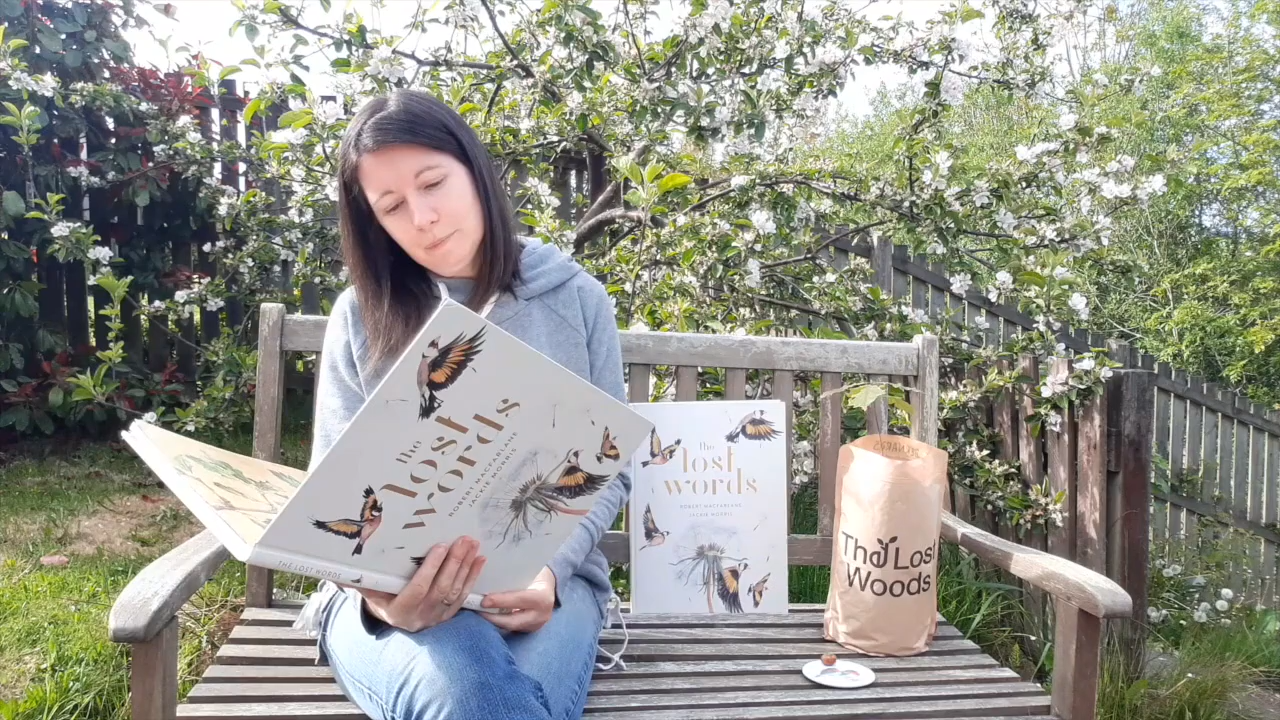 the
lost
words
ROBERT MACFARLANE
JACKIE MORRIS
THE LOST WORDS
the
lost
words
ROBERT MACFARLANE
JACKIE MORRIS
The Lost
Woods